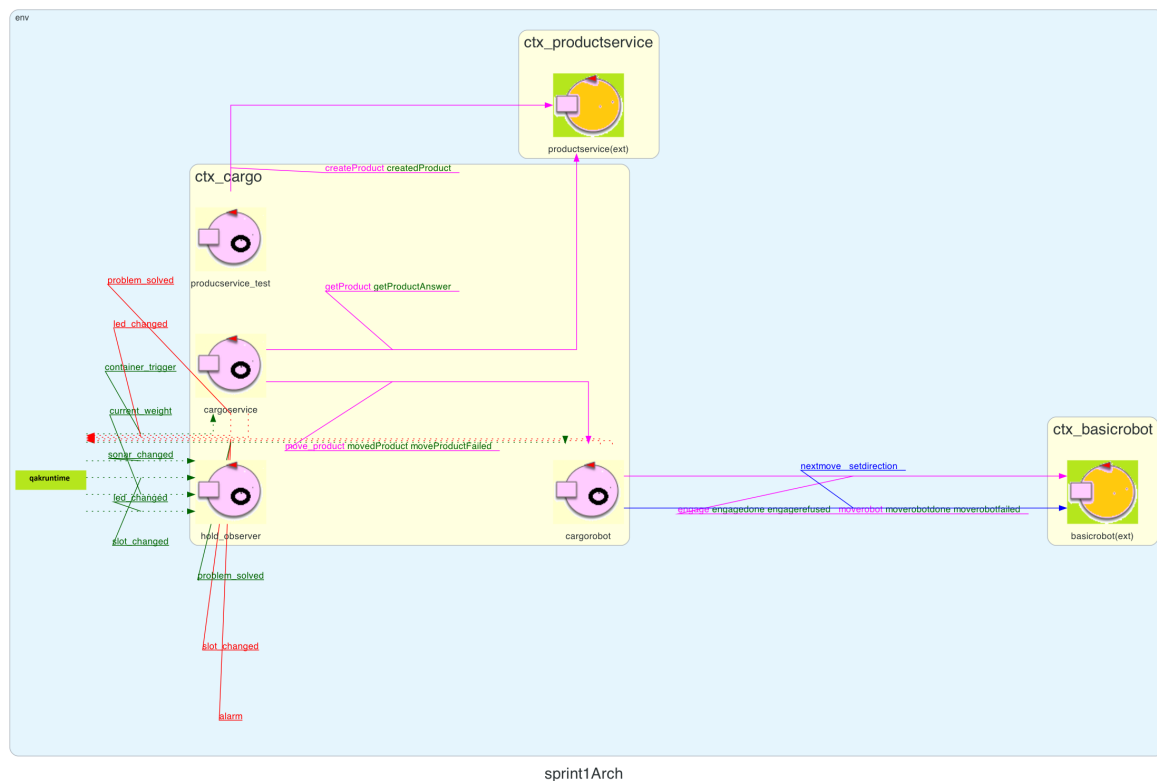 env
ctx_productservice
productservice(ext)
createProduct createdProduct
ctx_cargo
producservice_test
problem_solved
getProduct getProductAnswer
led_changed
container_trigger
current_weight
cargoservice
sonar_changed
move_product movedProduct moveProductFailed
ctx_basicrobot
nextmove setdirection
qakruntime
led_changed
engage engagedone engagerefused moverobot moverobotdone moverobotfailed
slot_changed
hold_observer
cargorobot
basicrobot(ext)
problem_solved
slot_changed
alarm
sprint1Arch